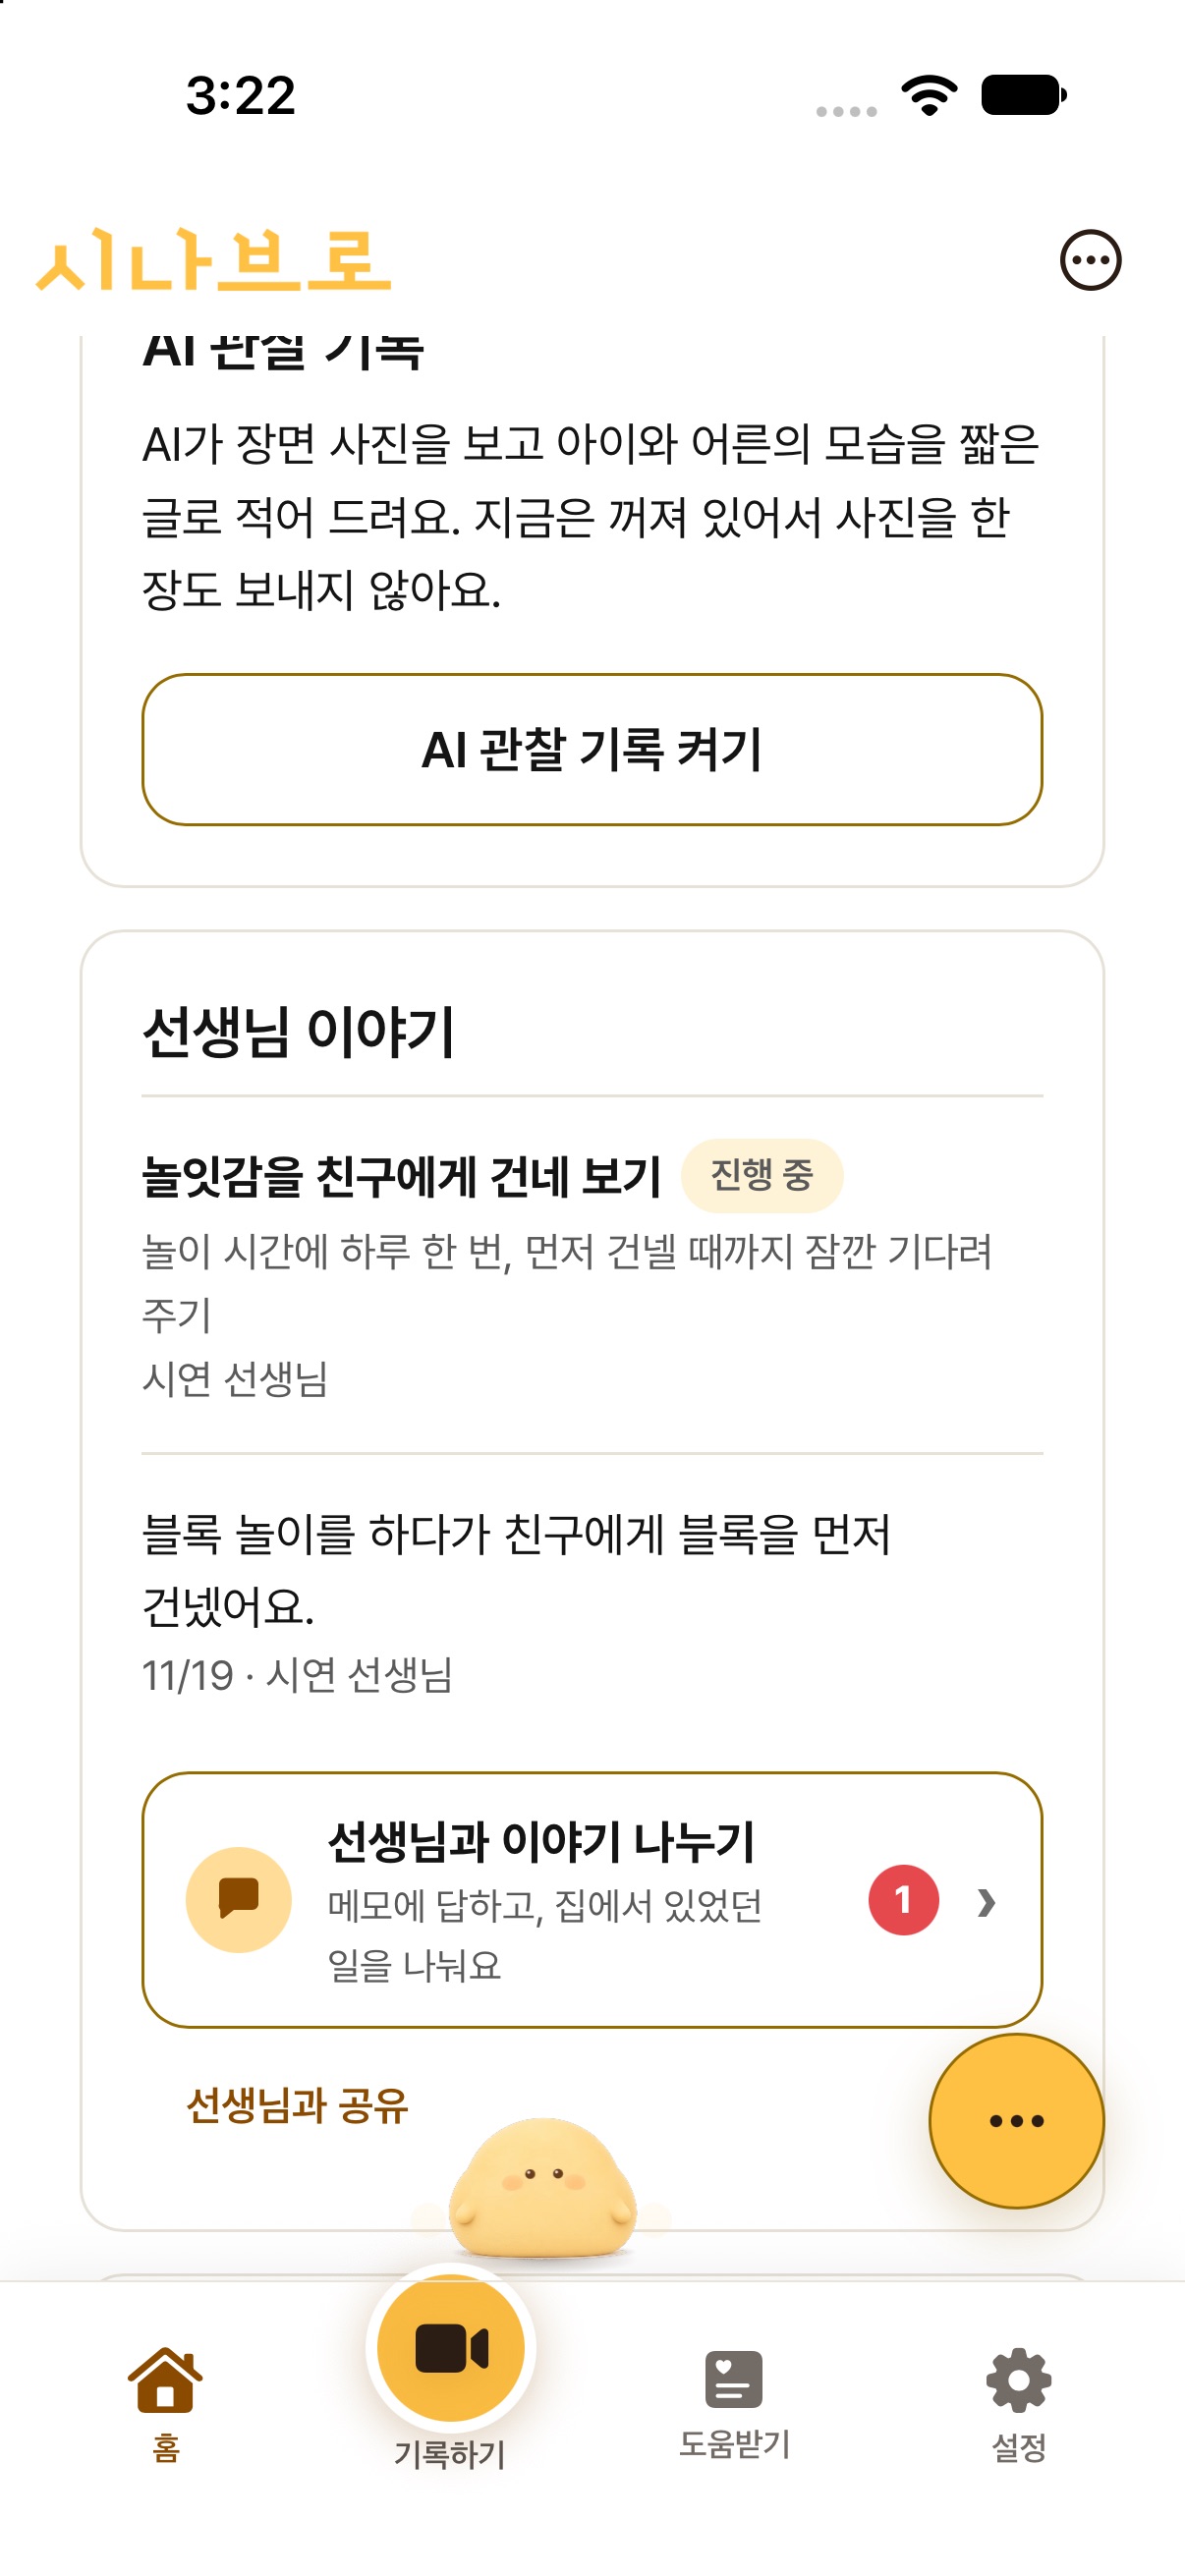 3:22
시나브로
AI 관찰 기록
AI가 장면 사진을 보고 아이와 어른의 모습을 짧은
글로 적어 드려요. 지금은 꺼져 있어서 사진을 한
장도 보내지 않아요.
AI 관찰 기록 켜기
선생님 이야기
놀잇감을 친구에게 건네 보기 진행 중
놀이 시간에 하루 한 번, 먼저 건넬 때까지 잠깐 기다려
주기
시연 선생님
블록 놀이를 하다가 친구에게 블록을 먼저
건넸어요.
11/19 · 시연 선생님
선생님과 이야기 나누기
메모에 답하고, 집에서 있었던
일을 나눠요
1
선생님과 공유
홈
기록하기
도움받기
설정